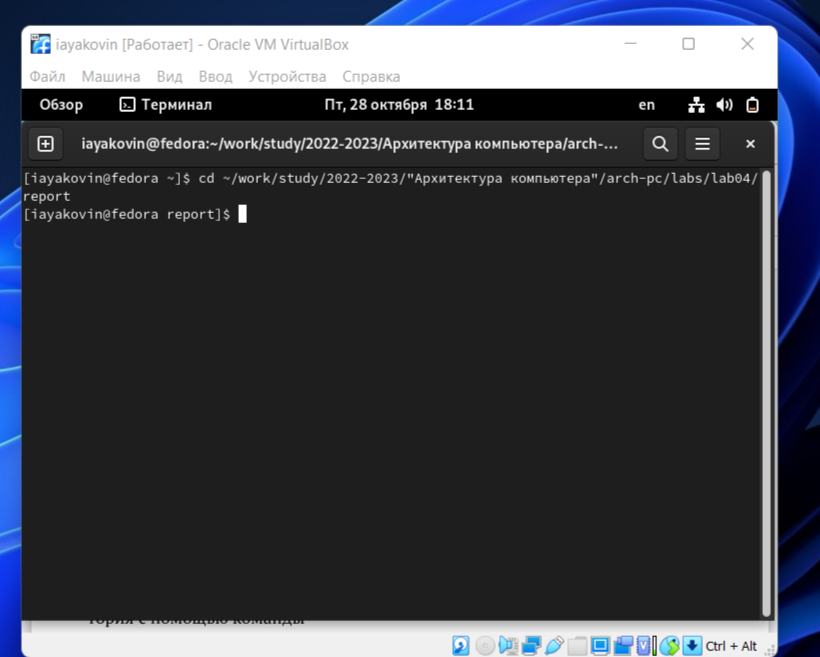 iayakovin [Работает] - Oracle VM VirtualBox
Файл Машина Вид Ввод Устройства Справка
Обзор Терминал Пт, 28 октября 18:11 en
iayakovin@fedora:~/work/study/2022-2023/Архитектура компьютера/arch-…
[iayakovin@fedora ~]$ cd ~/work/study/2022-2023/"Архитектура компьютера"/arch-pc/labs/lab04/
report
[iayakovin@fedora report]$
с помощью команды
Ctrl + Alt